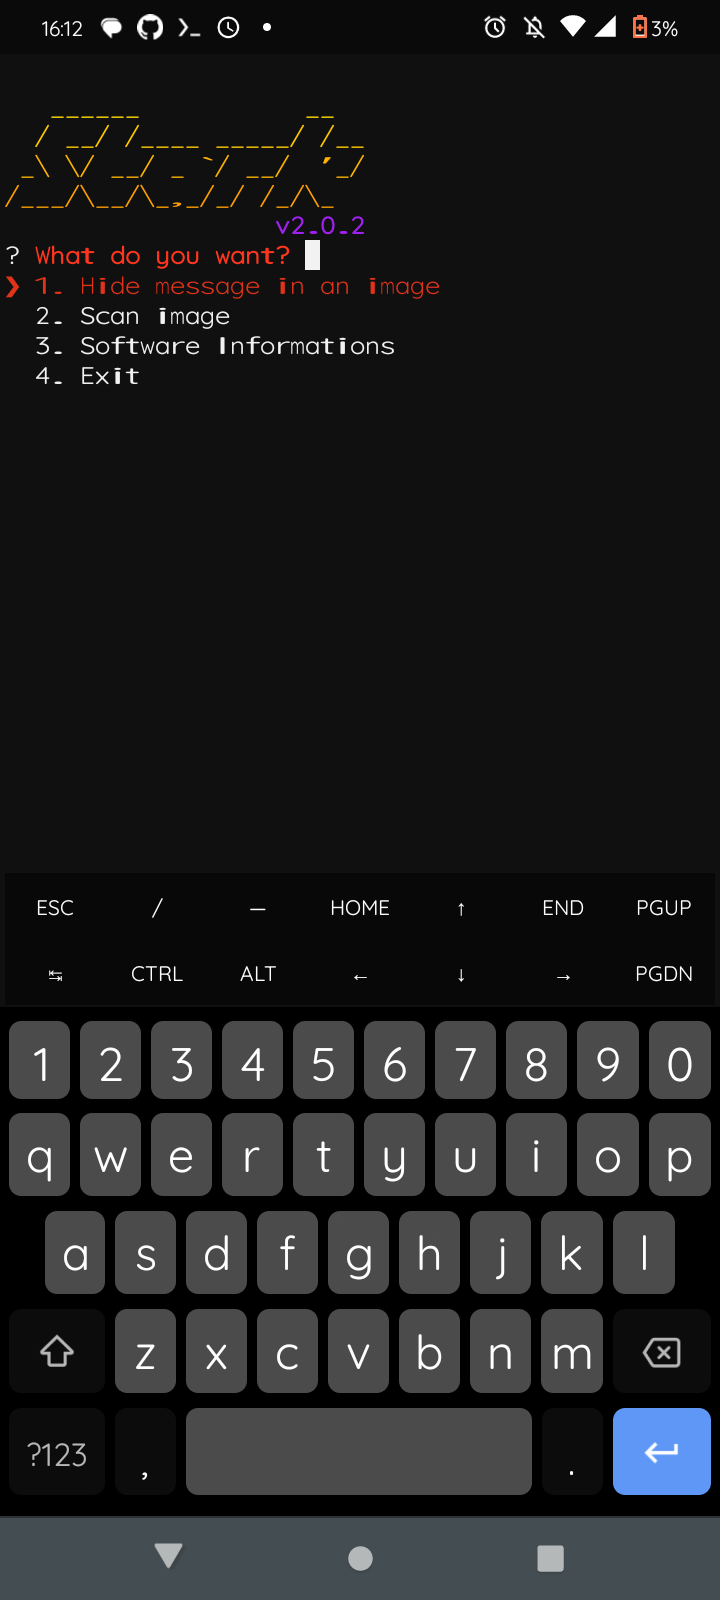 16:12 3%
Stark
v2.0.2
? What do you want?
❯ 1. Hide message in an image
2. Scan image
3. Software Informations
4. Exit
ESC / — HOME ↑ END PGUP
↹ CTRL ALT ← ↓ → PGDN
1 2 3 4 5 6 7 8 9 0
q w e r t y u i o p
a s d f g h j k l
z x c v b n m
?123 , .